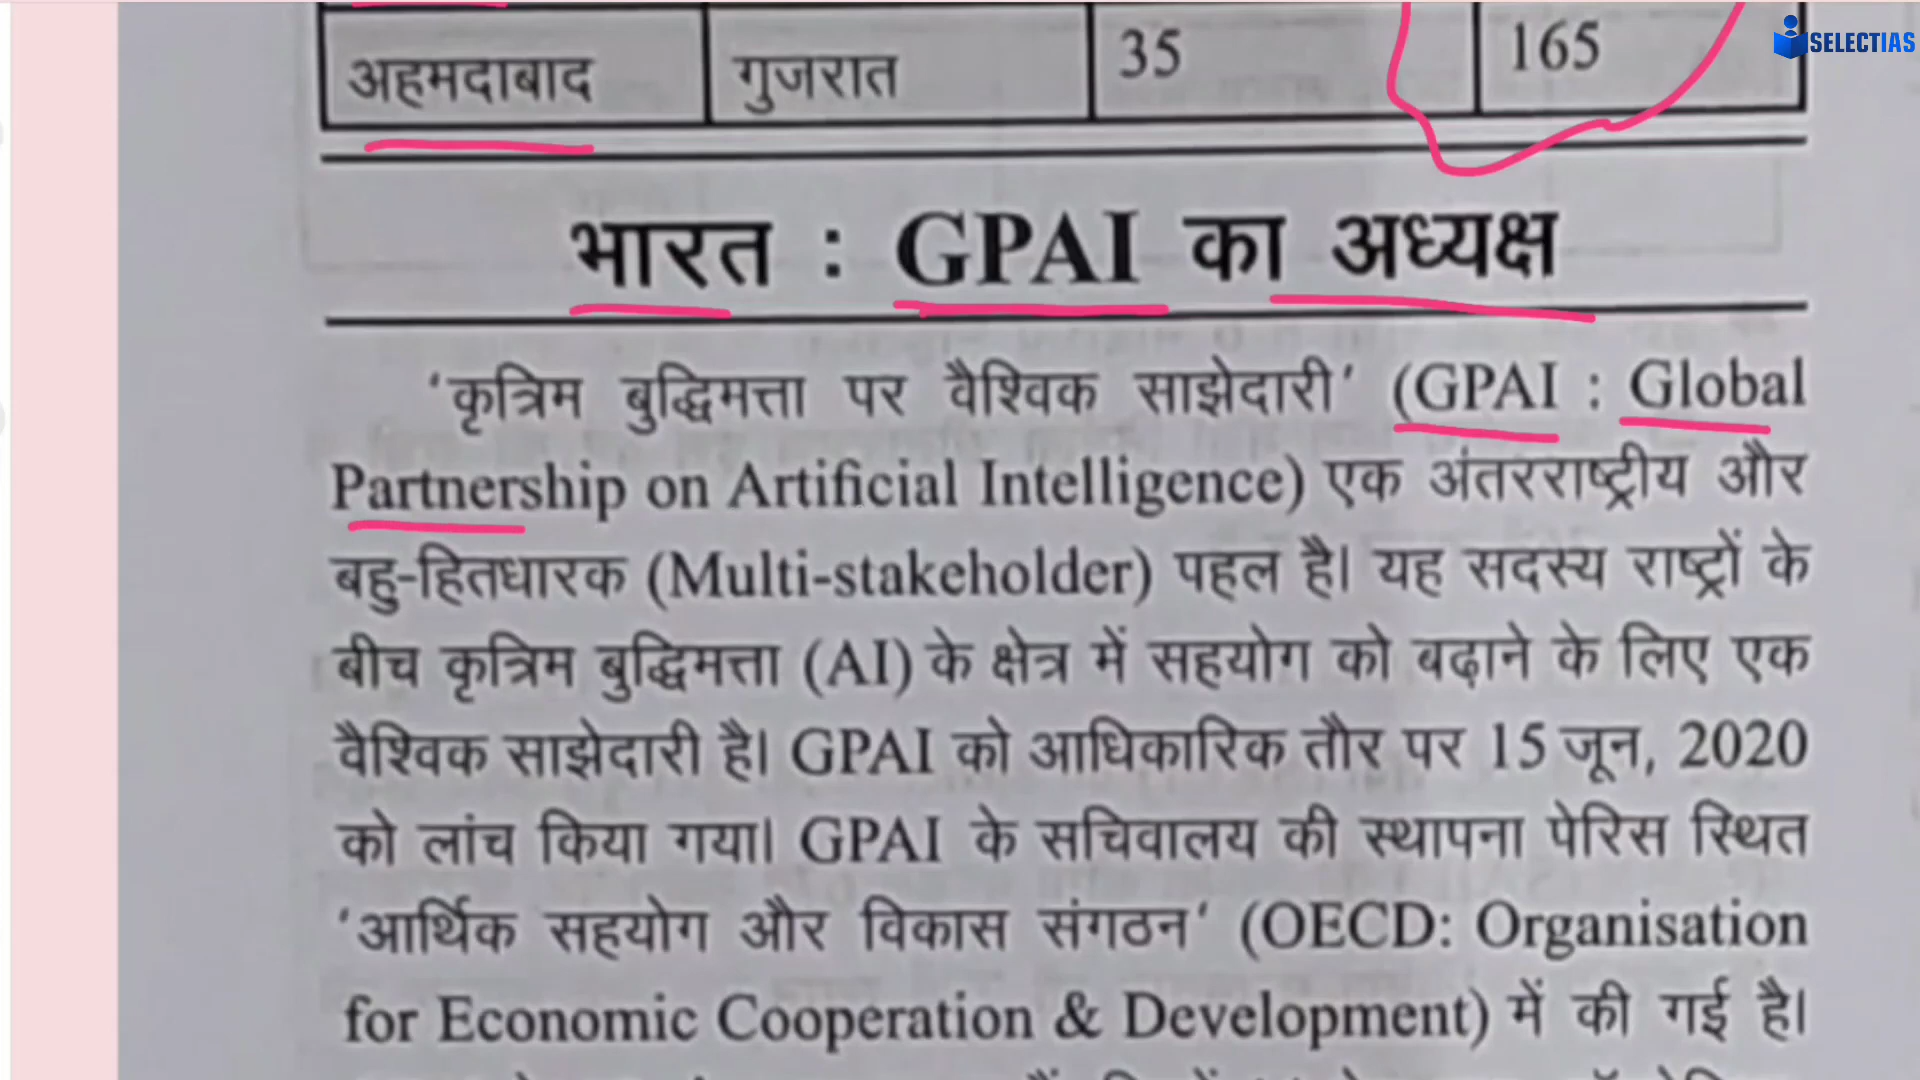 अहमदाबाद गुजरात 35 165
SELECTIAS
भारत : GPAI का अध्यक्ष
‘कृत्रिम बुद्धिमत्ता पर वैश्विक साझेदारी’ (GPAI : Global
Partnership on Artificial Intelligence) एक अंतरराष्ट्रीय और
बहु-हितधारक (Multi-stakeholder) पहल है। यह सदस्य राष्ट्रों के
बीच कृत्रिम बुद्धिमत्ता (AI) के क्षेत्र में सहयोग को बढ़ाने के लिए एक
वैश्विक साझेदारी है। GPAI को आधिकारिक तौर पर 15 जून, 2020
को लांच किया गया। GPAI के सचिवालय की स्थापना पेरिस स्थित
‘आर्थिक सहयोग और विकास संगठन‘ (OECD: Organisation
for Economic Cooperation & Development) में की गई है।